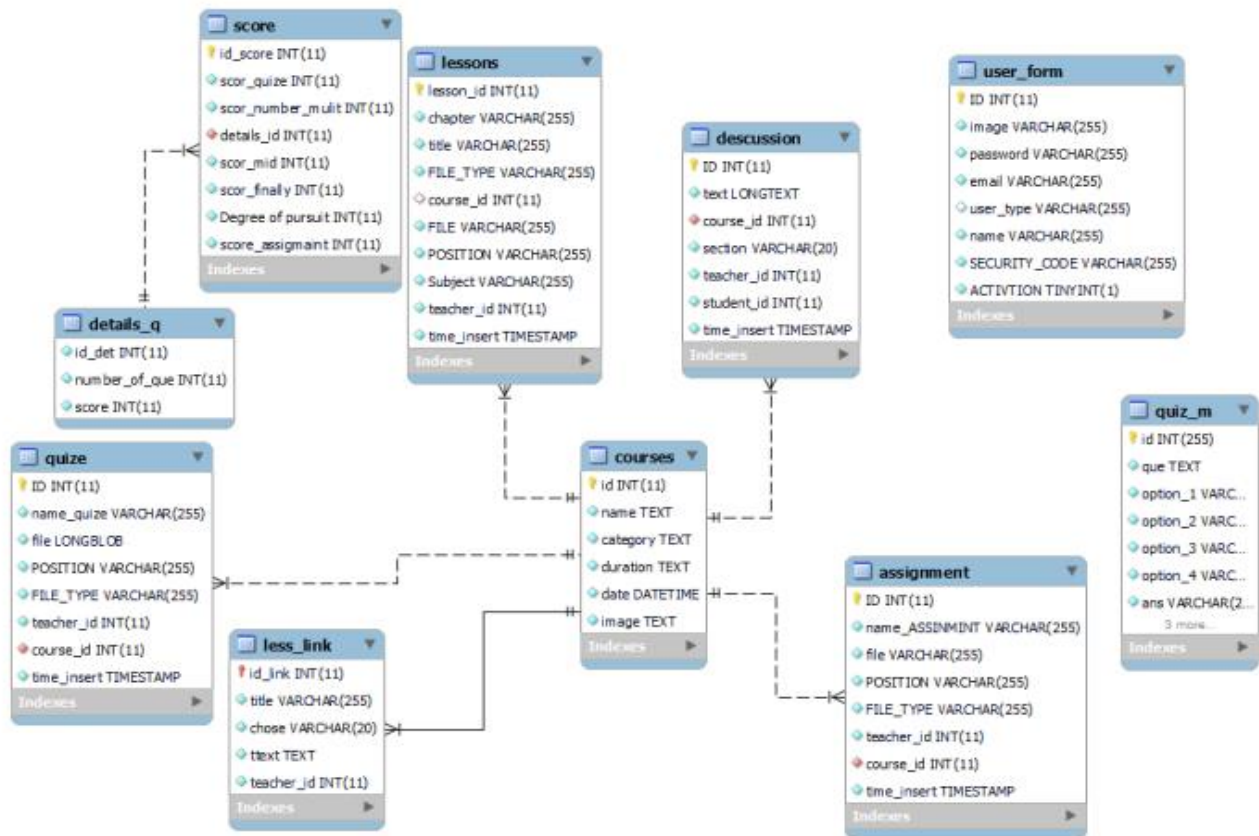 score
id_score INT(11)
scor_quize INT(11)
scor_number_mulit INT(11)
details_id INT(11)
scor_mid INT(11)
scor_finally INT(11)
Degree of pursuit INT(11)
score_assigmaint INT(11)
Indexes
lessons
lesson_id INT(11)
chapter VARCHAR(255)
title VARCHAR(255)
FILE_TYPE VARCHAR(255)
course_id INT(11)
FILE VARCHAR(255)
POSITION VARCHAR(255)
Subject VARCHAR(255)
teacher_id INT(11)
time_insert TIMESTAMP
Indexes
descussion
ID INT(11)
text LONGTEXT
course_id INT(11)
section VARCHAR(20)
teacher_id INT(11)
student_id INT(11)
time_insert TIMESTAMP
Indexes
user_form
ID INT(11)
image VARCHAR(255)
password VARCHAR(255)
email VARCHAR(255)
user_type VARCHAR(255)
name VARCHAR(255)
SECURITY_CODE VARCHAR(255)
ACTIVTION TINYINT(1)
Indexes
details_q
id_det INT(11)
number_of_que INT(11)
score INT(11)
quize
ID INT(11)
name_quize VARCHAR(255)
file LONGBLOB
POSITION VARCHAR(255)
FILE_TYPE VARCHAR(255)
teacher_id INT(11)
course_id INT(11)
time_insert TIMESTAMP
Indexes
less_link
id_link INT(11)
title VARCHAR(255)
chose VARCHAR(20)
ttext TEXT
teacher_id INT(11)
Indexes
courses
id INT(11)
name TEXT
category TEXT
duration TEXT
date DATETIME
image TEXT
Indexes
assignment
ID INT(11)
name_ASSINMINT VARCHAR(255)
file VARCHAR(255)
POSITION VARCHAR(255)
FILE_TYPE VARCHAR(255)
teacher_id INT(11)
course_id INT(11)
time_insert TIMESTAMP
Indexes
quiz_m
id INT(255)
que TEXT
option_1 VARC...
option_2 VARC...
option_3 VARC...
option_4 VARC...
ans VARCHAR(2...
3 more...
Indexes